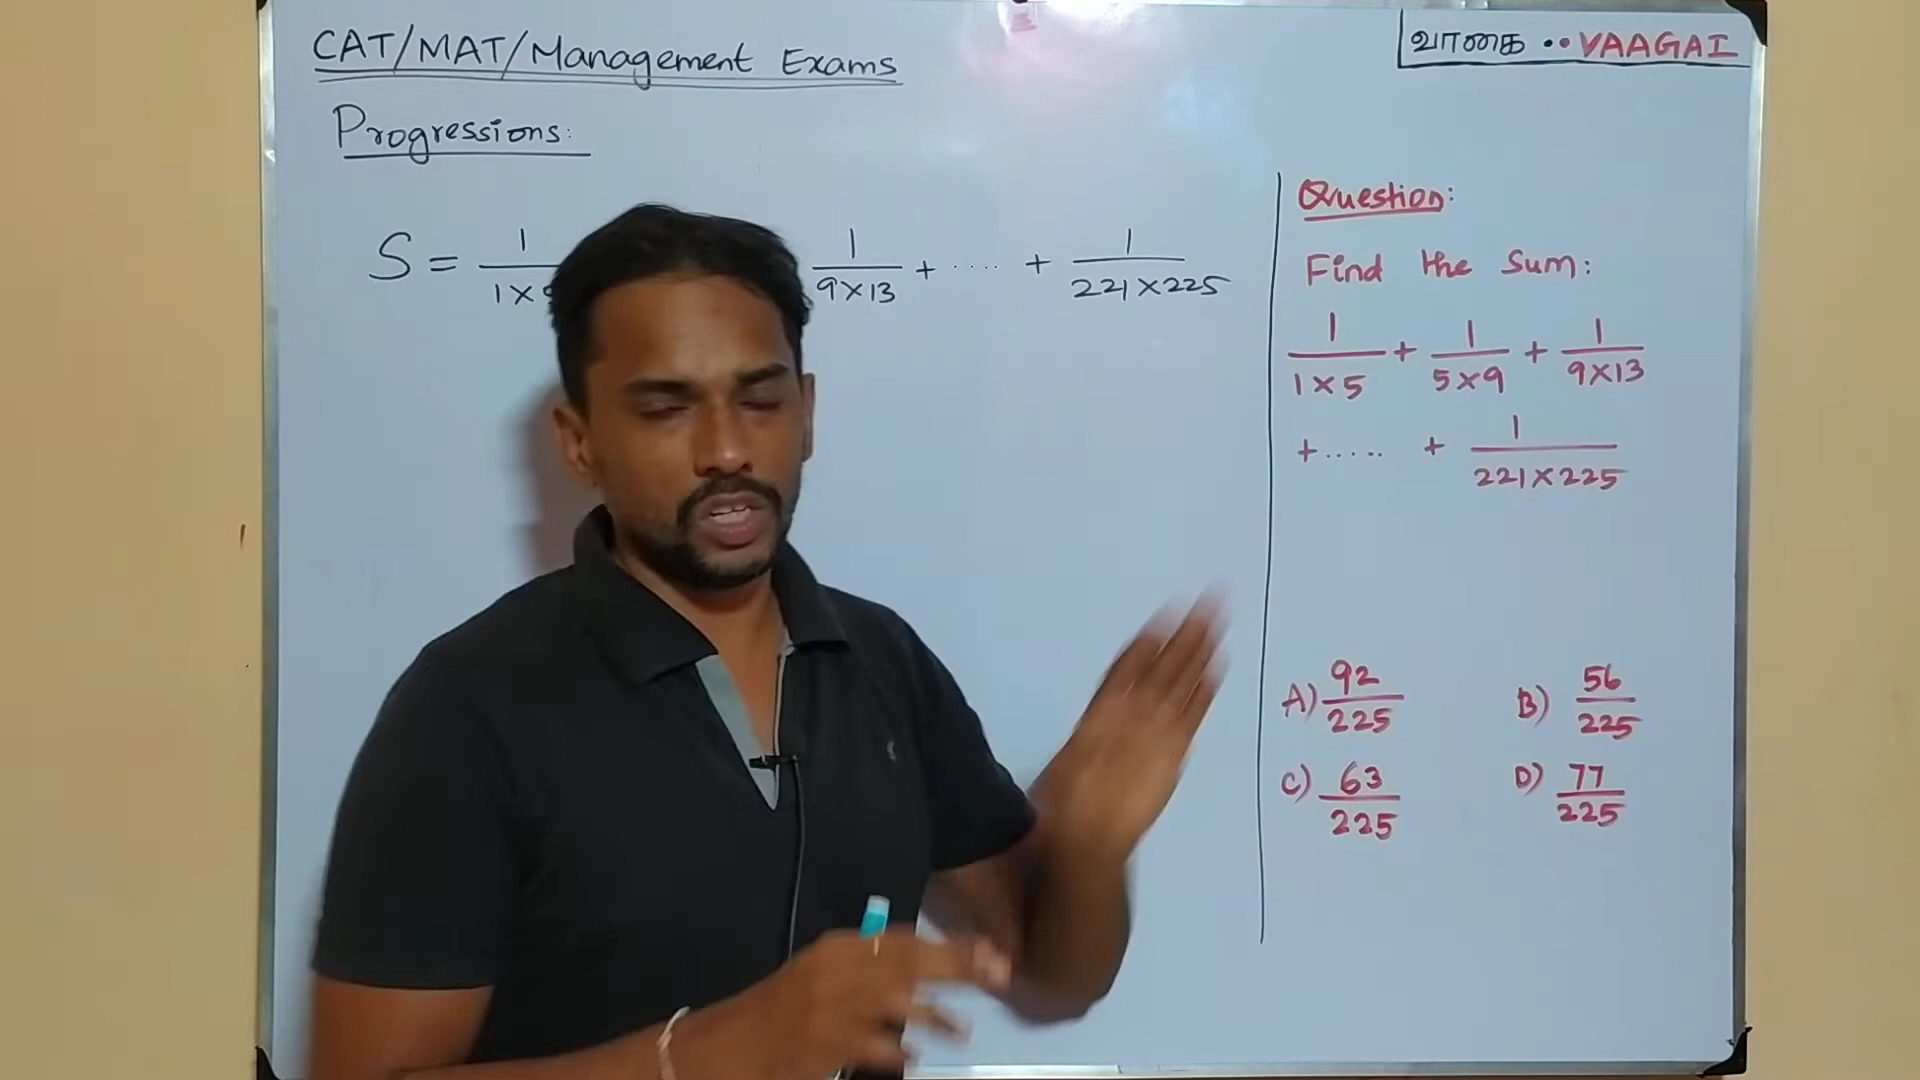 CAT/MAT/Management Exams
வாகை ..VAAGAI
Progressions:
S = 1/1×5 1/9×13 + .... + 1/221×225
Question:
Find the Sum:
1/1×5 + 1/5×9 + 1/9×13
+ ..... + 1/221×225
A) 92/225 B) 56/225
C) 63/225 D) 77/225